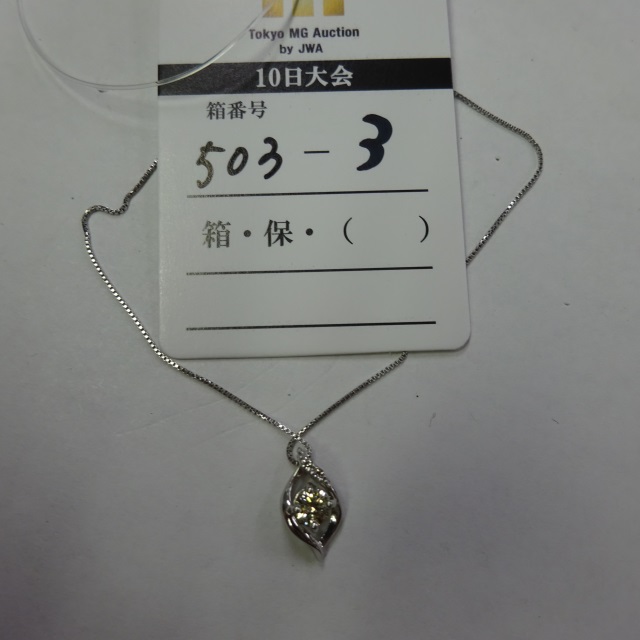 Tokyo MG Auction
by JWA
10日大会
箱番号
503-3
箱・保・（　　）